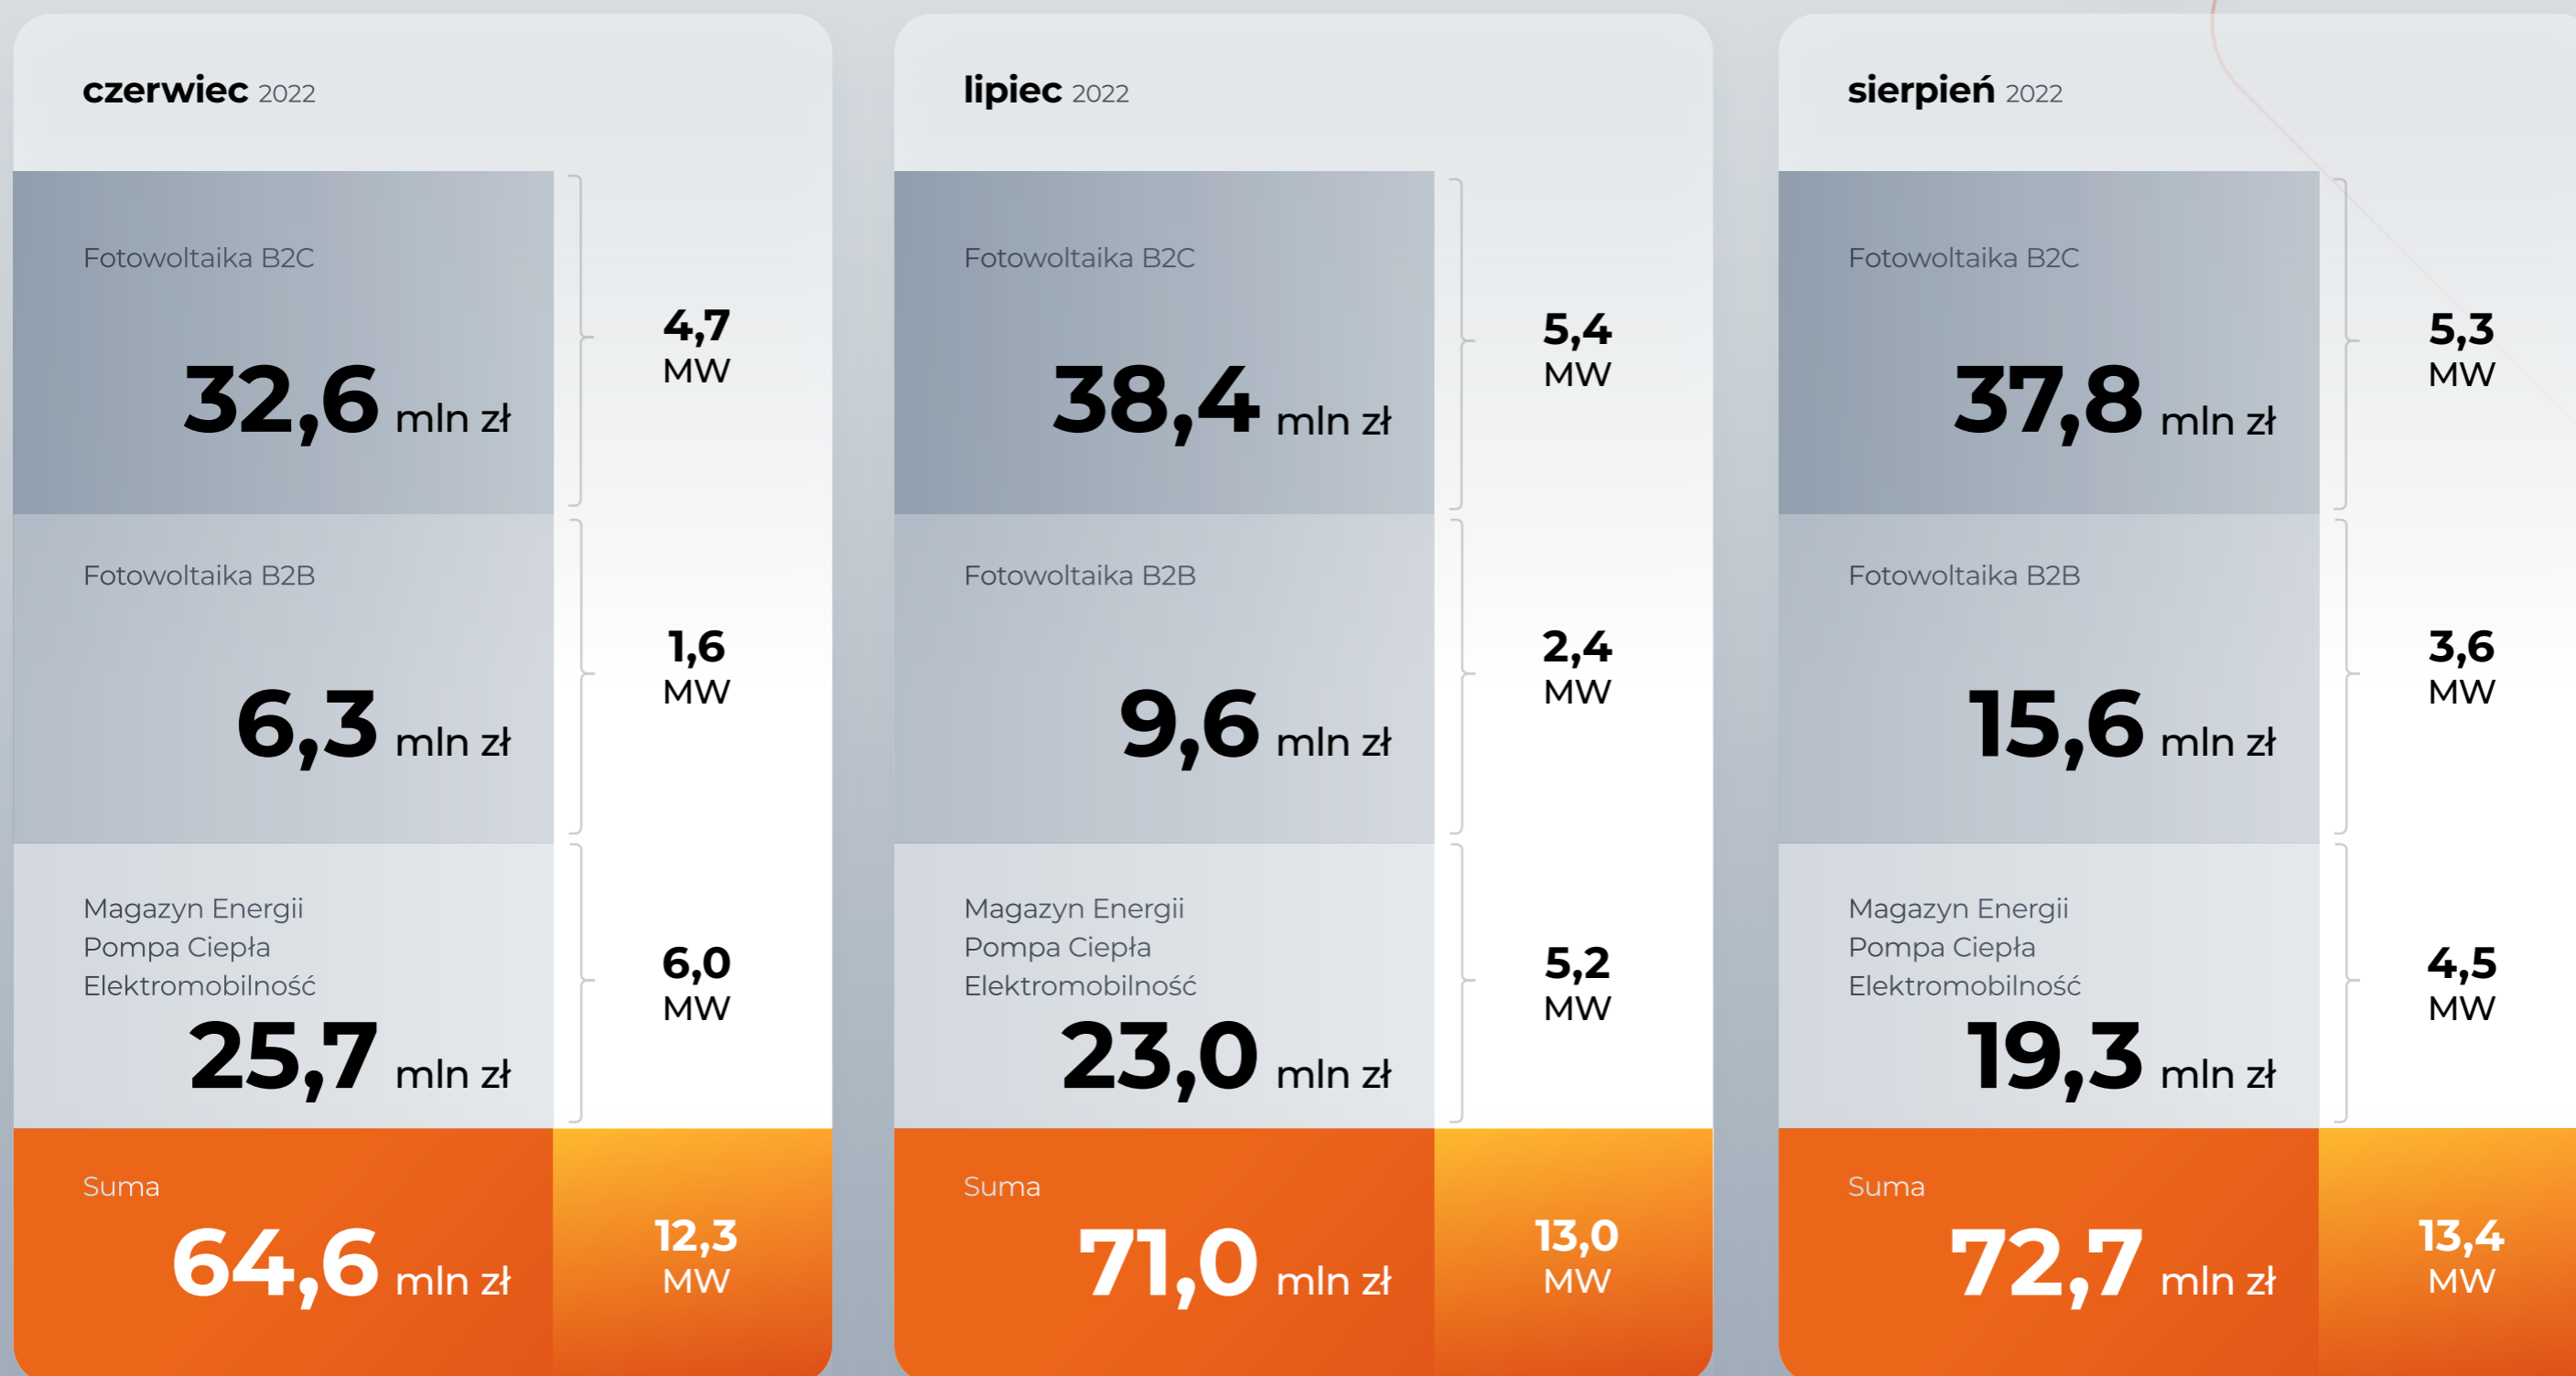 czerwiec 2022
Fotowoltaika B2C
32,6 mln zł
4,7
MW
Fotowoltaika B2B
6,3 mln zł
1,6
MW
Magazyn Energii
Pompa Ciepła
Elektromobilność
25,7 mln zł
6,0
MW
Suma
64,6 mln zł
12,3
MW
lipiec 2022
Fotowoltaika B2C
38,4 mln zł
5,4
MW
Fotowoltaika B2B
9,6 mln zł
2,4
MW
Magazyn Energii
Pompa Ciepła
Elektromobilność
23,0 mln zł
5,2
MW
Suma
71,0 mln zł
13,0
MW
sierpień 2022
Fotowoltaika B2C
37,8 mln zł
5,3
MW
Fotowoltaika B2B
15,6 mln zł
3,6
MW
Magazyn Energii
Pompa Ciepła
Elektromobilność
19,3 mln zł
4,5
MW
Suma
72,7 mln zł
13,4
MW